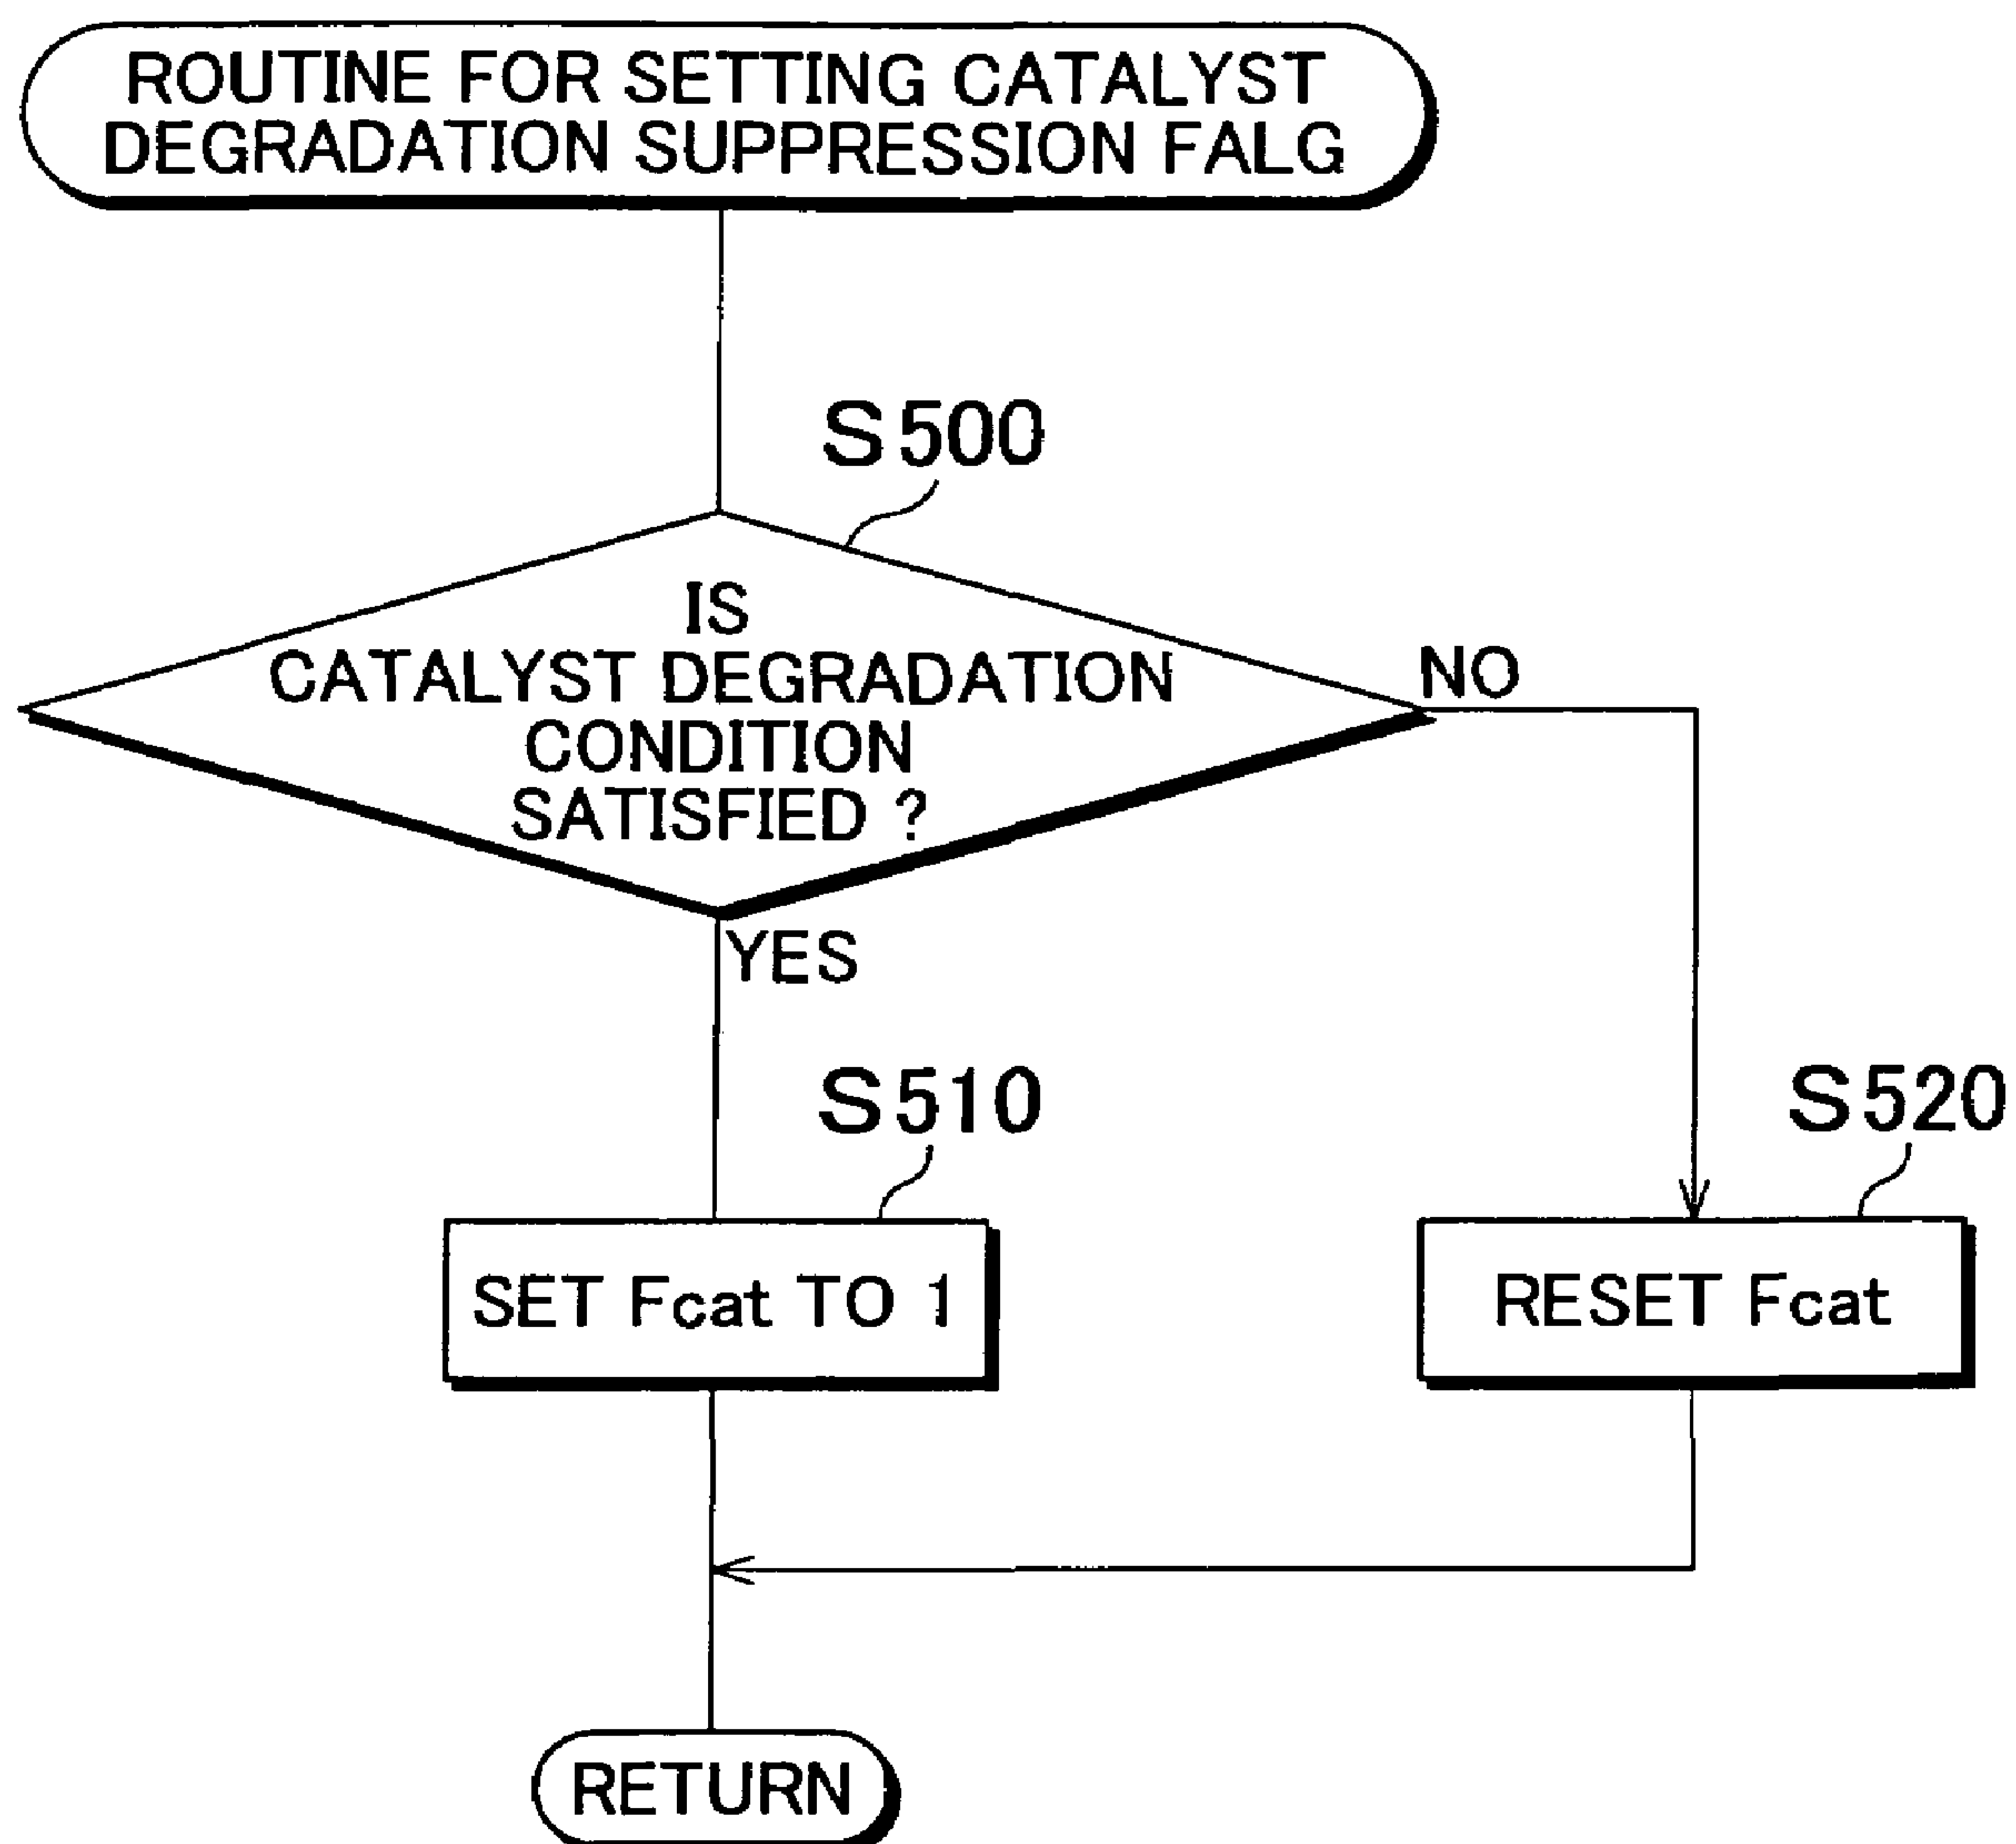 ROUTINE FOR SETTING CATALYST
DEGRADATION SUPPRESSION FALG
S500
IS
CATALYST DEGRADATION
CONDITION
SATISFIED ?
NO
YES
S510
S520
SET Fcat TO 1
RESET Fcat
RETURN